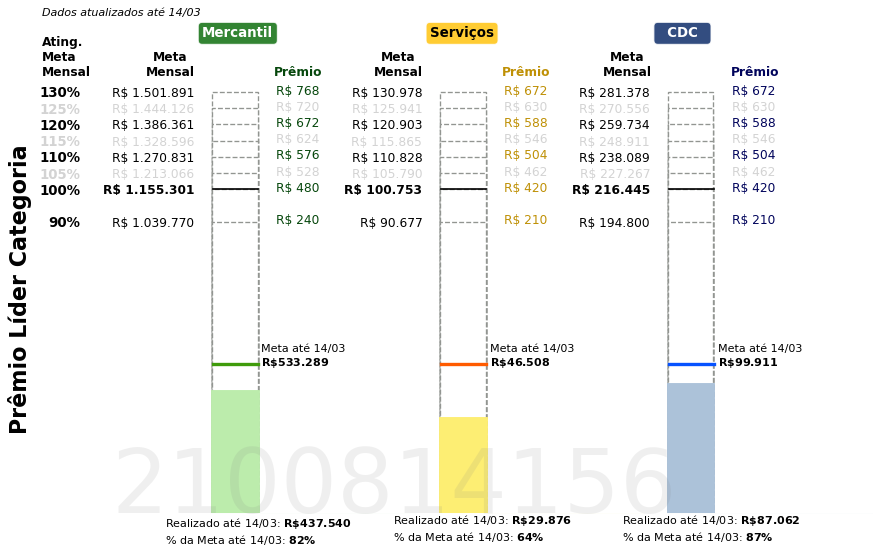 Dados atualizados até 14/03
Mercantil Serviços CDC
Ating.
Meta Meta Meta Meta
Mensal Mensal Prêmio Mensal Prêmio Mensal Prêmio
130% R$ 1.501.891 R$ 768 R$ 130.978 R$ 672 R$ 281.378 R$ 672
125% R$ 1.444.126 R$ 720 R$ 125.941 R$ 630 R$ 270.556 R$ 630
120% R$ 1.386.361 R$ 672 R$ 120.903 R$ 588 R$ 259.734 R$ 588
115% R$ 1.328.596 R$ 624 R$ 115.865 R$ 546 R$ 248.911 R$ 546
110% R$ 1.270.831 R$ 576 R$ 110.828 R$ 504 R$ 238.089 R$ 504
105% R$ 1.213.066 R$ 528 R$ 105.790 R$ 462 R$ 227.267 R$ 462
100% R$ 1.155.301 R$ 480 R$ 100.753 R$ 420 R$ 216.445 R$ 420
90% R$ 1.039.770 R$ 240 R$ 90.677 R$ 210 R$ 194.800 R$ 210
Prêmio Líder Categoria
Meta até 14/03 Meta até 14/03 Meta até 14/03
R$533.289 R$46.508 R$99.911
2100814156
Realizado até 14/03: R$437.540 Realizado até 14/03: R$29.876 Realizado até 14/03: R$87.062
% da Meta até 14/03: 82% % da Meta até 14/03: 64% % da Meta até 14/03: 87%